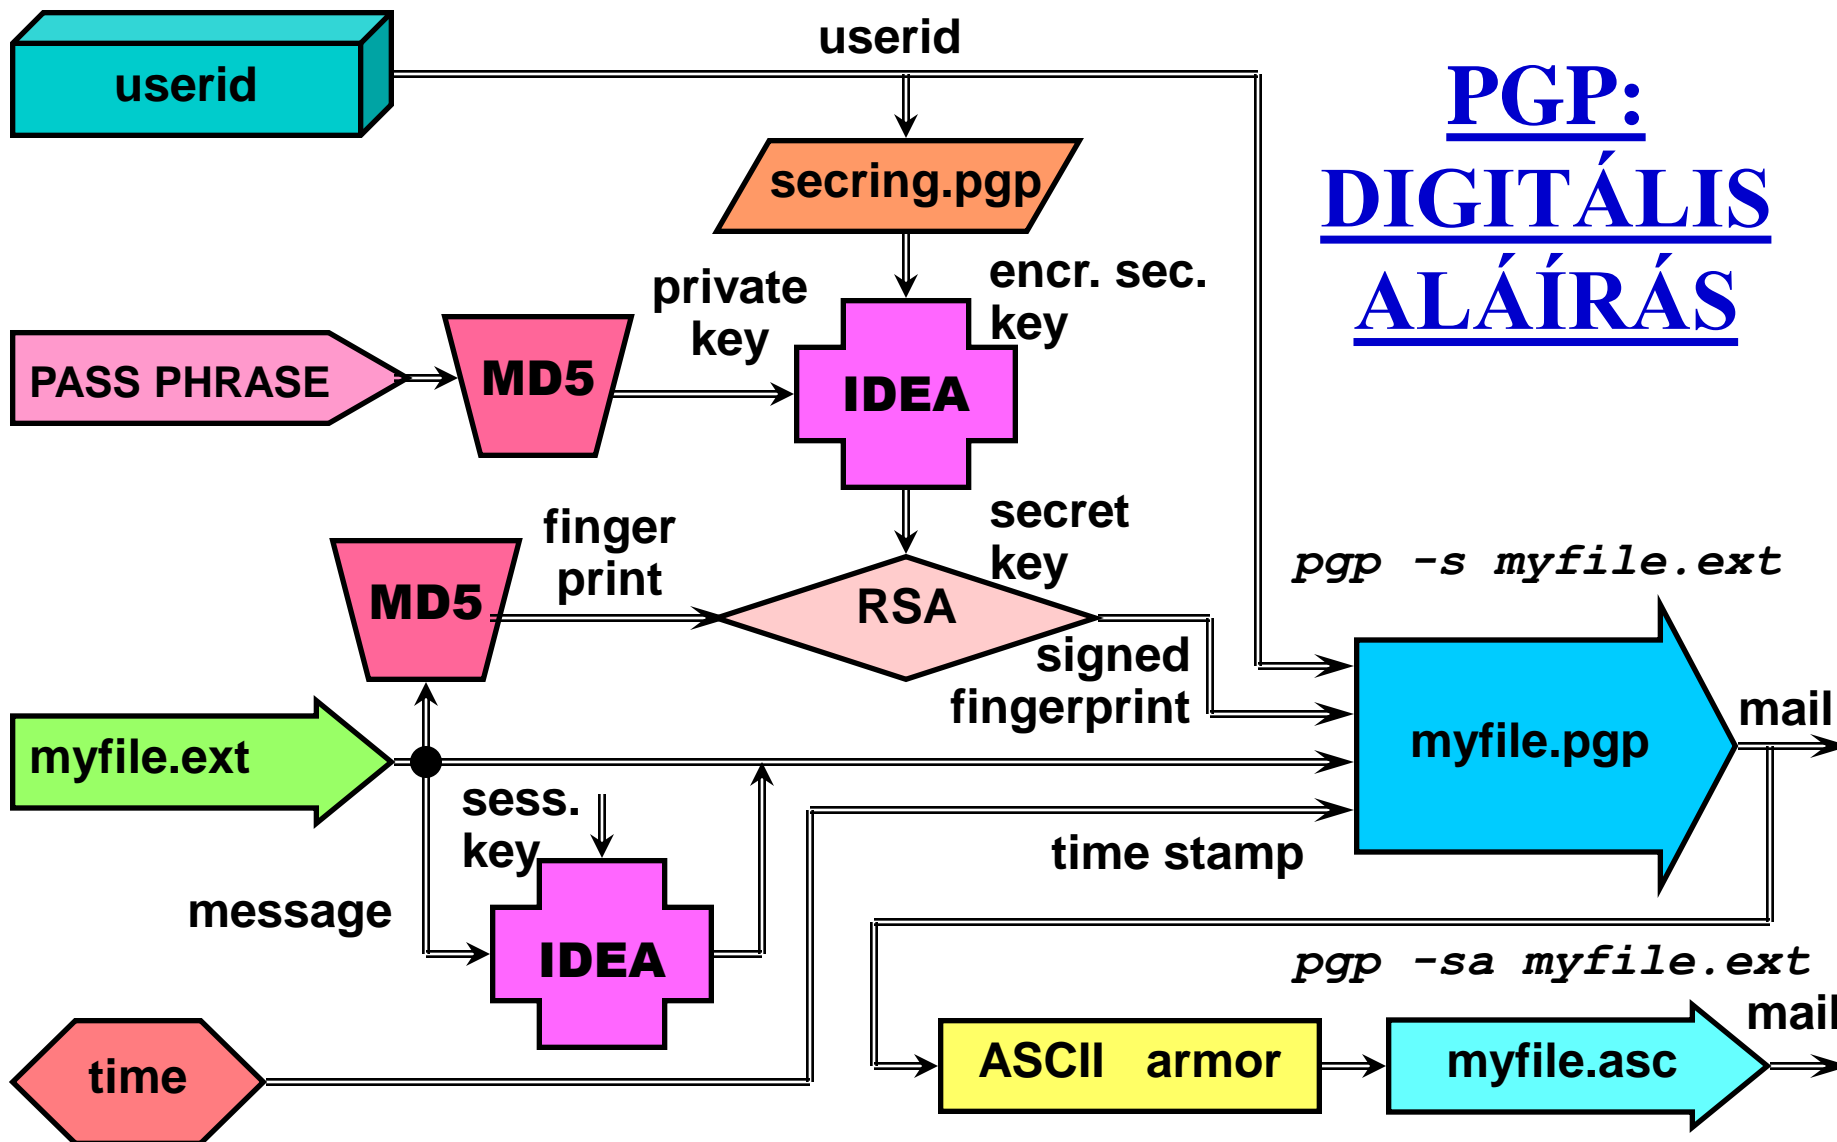 userid
userid
PGP:
DIGITÁLIS
ALÁÍRÁS
secring.pgp
private
key
encr. sec.
key
PASS PHRASE
MD5
IDEA
finger
print
secret
key
pgp -s myfile.ext
MD5
RSA
signed
fingerprint
myfile.ext
myfile.pgp
mail
sess.
key
time stamp
message
IDEA
pgp -sa myfile.ext
mail
time
ASCII armor
myfile.asc